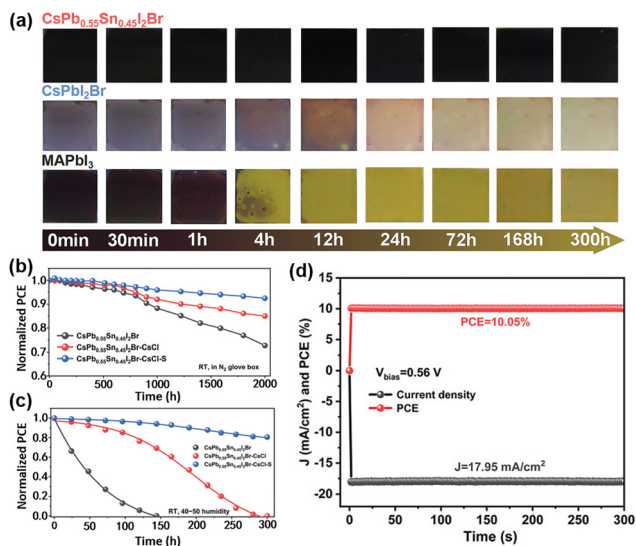 (a)
CsPb₀.₅₅Sn₀.₄₅I₂Br
CsPbI₂Br
MAPbI₃
0min 30min 1h 4h 12h 24h 72h 168h 300h
(b)
Normalized PCE
1.0
0.9
0.8
0.7
0.6
CsPb₀.₅₅Sn₀.₄₅I₂Br
CsPb₀.₅₅Sn₀.₄₅I₂Br-CsCl
CsPb₀.₅₅Sn₀.₄₅I₂Br-CsCl-S
RT, in N₂ glove box
0 500 1000 1500 2000
Time (h)
(c)
Normalized PCE
1.0
0.8
0.6
0.4
0.2
0.0
CsPb₀.₅₅Sn₀.₄₅I₂Br
CsPb₀.₅₅Sn₀.₄₅I₂Br-CsCl
CsPb₀.₅₅Sn₀.₄₅I₂Br-CsCl-S
RT, 40~50 humidity
0 50 100 150 200 250 300
Time (h)
(d)
J (mA/cm²) and PCE (%)
10
5
0
-5
-10
-15
-20
PCE=10.05%
V_bias=0.56 V
Current density
PCE
J=17.95 mA/cm²
0 50 100 150 200 250 300
Time (s)